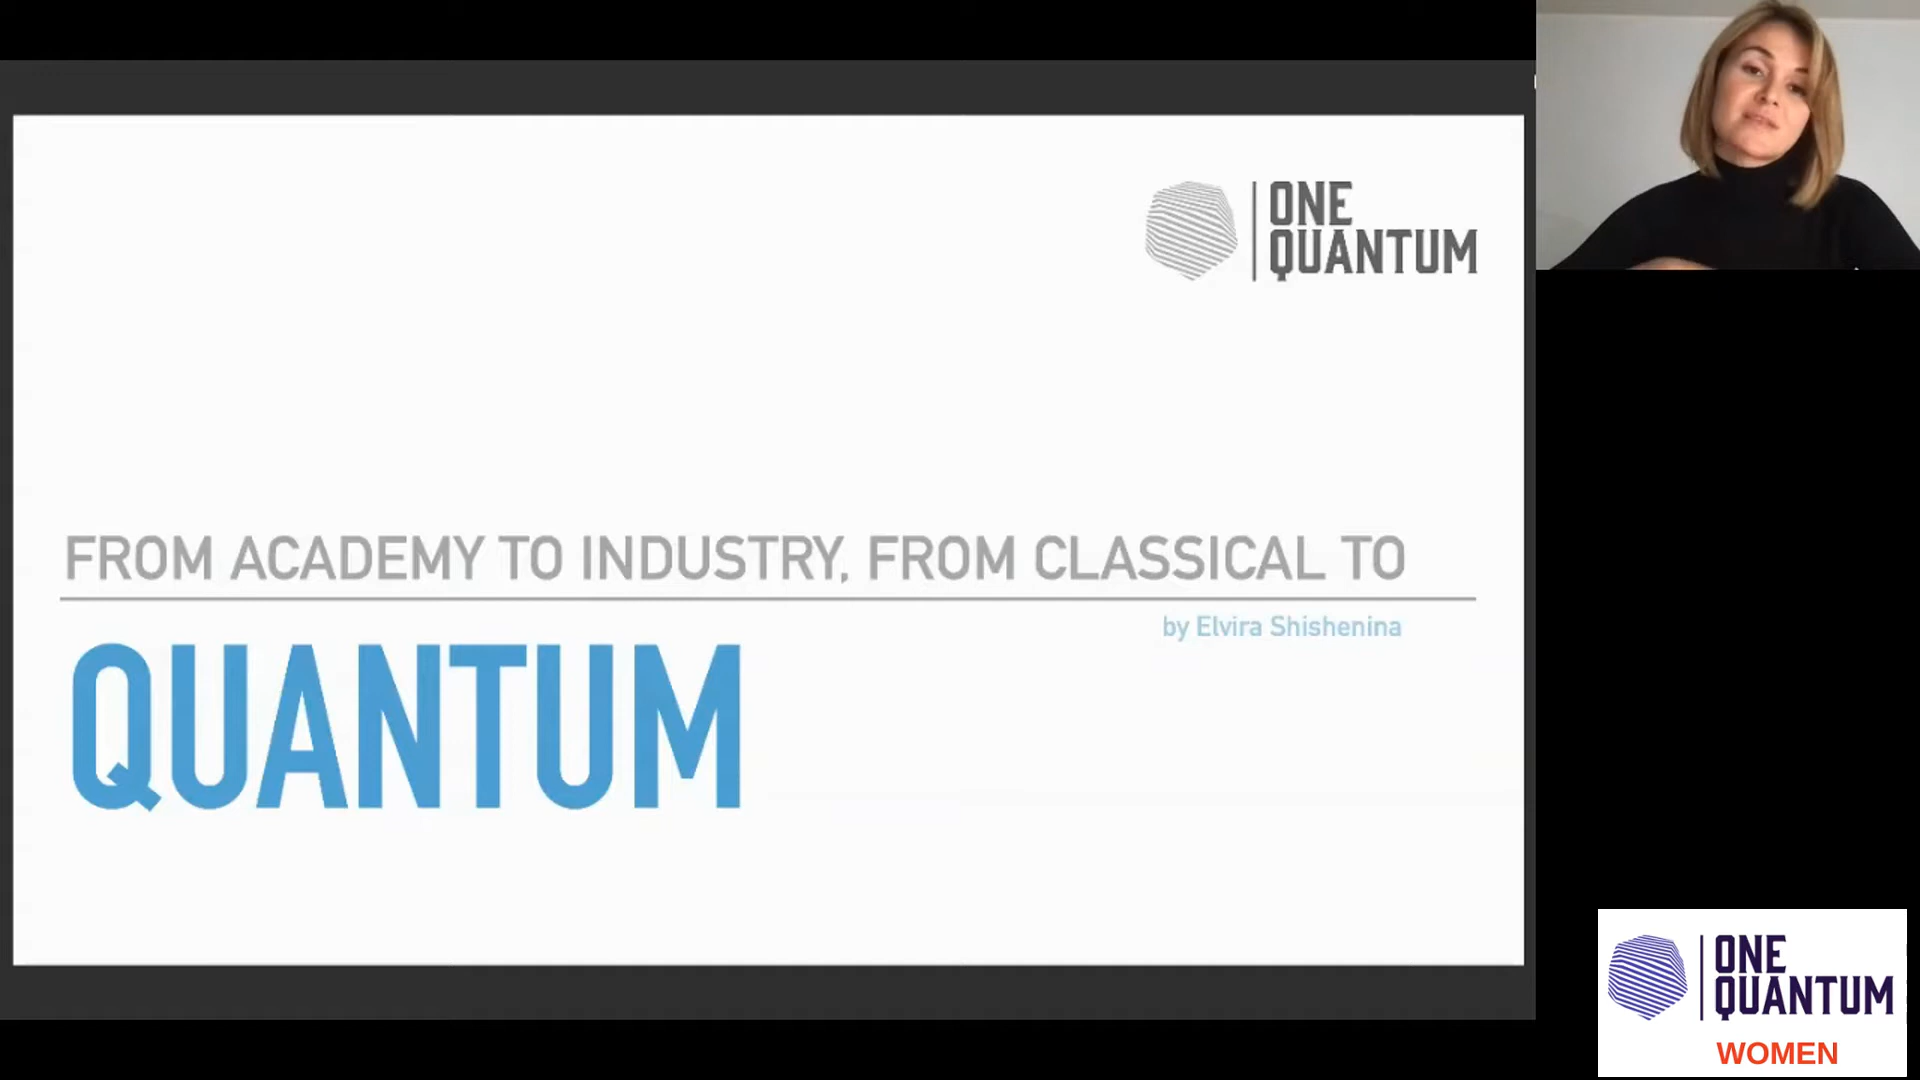 ONE
QUANTUM
FROM ACADEMY TO INDUSTRY, FROM CLASSICAL TO
by Elvira Shishenina
QUANTUM
ONE
QUANTUM
WOMEN